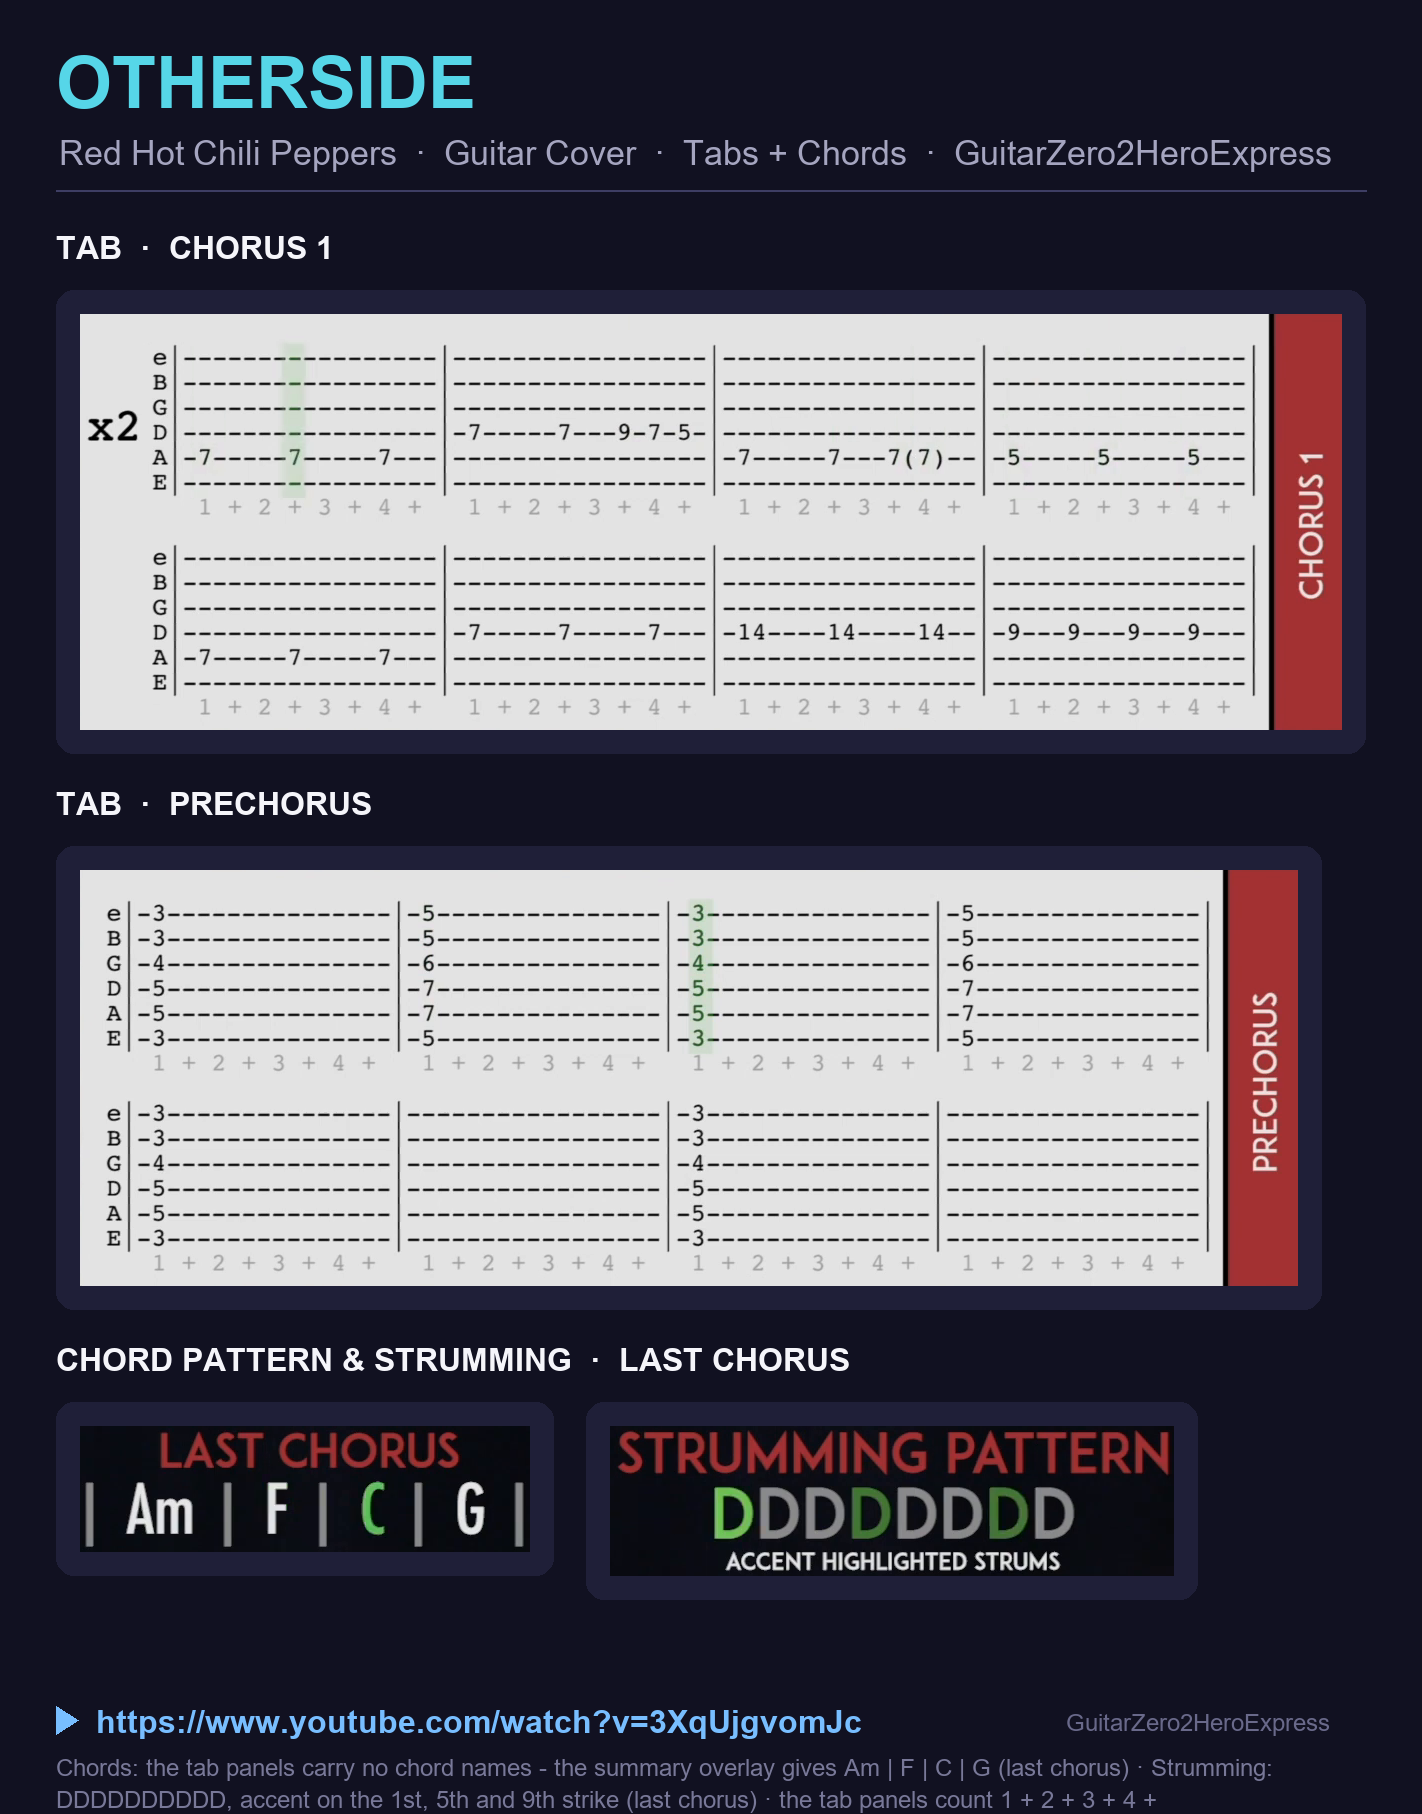 OTHERSIDE
Red Hot Chili Peppers · Guitar Cover · Tabs + Chords · GuitarZero2HeroExpress
TAB · CHORUS 1
x2
e|-----------------|-----------------|-----------------|-----------------|
B|-----------------|-----------------|-----------------|-----------------|
G|-----------------|-----------------|-----------------|-----------------|
D|-----------------|-7-----7---9-7-5-|-----------------|-----------------|
A|-7-----7-----7---|-----------------|-7-----7---7(7)--|-5-----5-----5---|
E|-----------------|-----------------|-----------------|-----------------|
1 + 2 + 3 + 4 + 1 + 2 + 3 + 4 + 1 + 2 + 3 + 4 + 1 + 2 + 3 + 4 +
e|-----------------|-----------------|-----------------|-----------------|
B|-----------------|-----------------|-----------------|-----------------|
G|-----------------|-----------------|-----------------|-----------------|
D|-----------------|-7-----7-----7---|-14----14----14--|-9---9---9---9---|
A|-7-----7-----7---|-----------------|-----------------|-----------------|
E|-----------------|-----------------|-----------------|-----------------|
1 + 2 + 3 + 4 + 1 + 2 + 3 + 4 + 1 + 2 + 3 + 4 + 1 + 2 + 3 + 4 +
CHORUS 1
TAB · PRECHORUS
e|-3---------------|-5---------------|-3---------------|-5---------------|
B|-3---------------|-5---------------|-3---------------|-5---------------|
G|-4---------------|-6---------------|-4---------------|-6---------------|
D|-5---------------|-7---------------|-5---------------|-7---------------|
A|-5---------------|-7---------------|-5---------------|-7---------------|
E|-3---------------|-5---------------|-3---------------|-5---------------|
1 + 2 + 3 + 4 + 1 + 2 + 3 + 4 + 1 + 2 + 3 + 4 + 1 + 2 + 3 + 4 +
e|-3---------------|-----------------|-3---------------|-----------------|
B|-3---------------|-----------------|-3---------------|-----------------|
G|-4---------------|-----------------|-4---------------|-----------------|
D|-5---------------|-----------------|-5---------------|-----------------|
A|-5---------------|-----------------|-5---------------|-----------------|
E|-3---------------|-----------------|-3---------------|-----------------|
1 + 2 + 3 + 4 + 1 + 2 + 3 + 4 + 1 + 2 + 3 + 4 + 1 + 2 + 3 + 4 +
PRECHORUS
CHORD PATTERN & STRUMMING · LAST CHORUS
LAST CHORUS
| Am | F | C | G |
STRUMMING PATTERN
DDDDDDDD
ACCENT HIGHLIGHTED STRUMS
https://www.youtube.com/watch?v=3XqUjgvomJc
GuitarZero2HeroExpress
Chords: the tab panels carry no chord names - the summary overlay gives Am | F | C | G (last chorus) · Strumming:
DDDDDDDDDD, accent on the 1st, 5th and 9th strike (last chorus) · the tab panels count 1 + 2 + 3 + 4 +